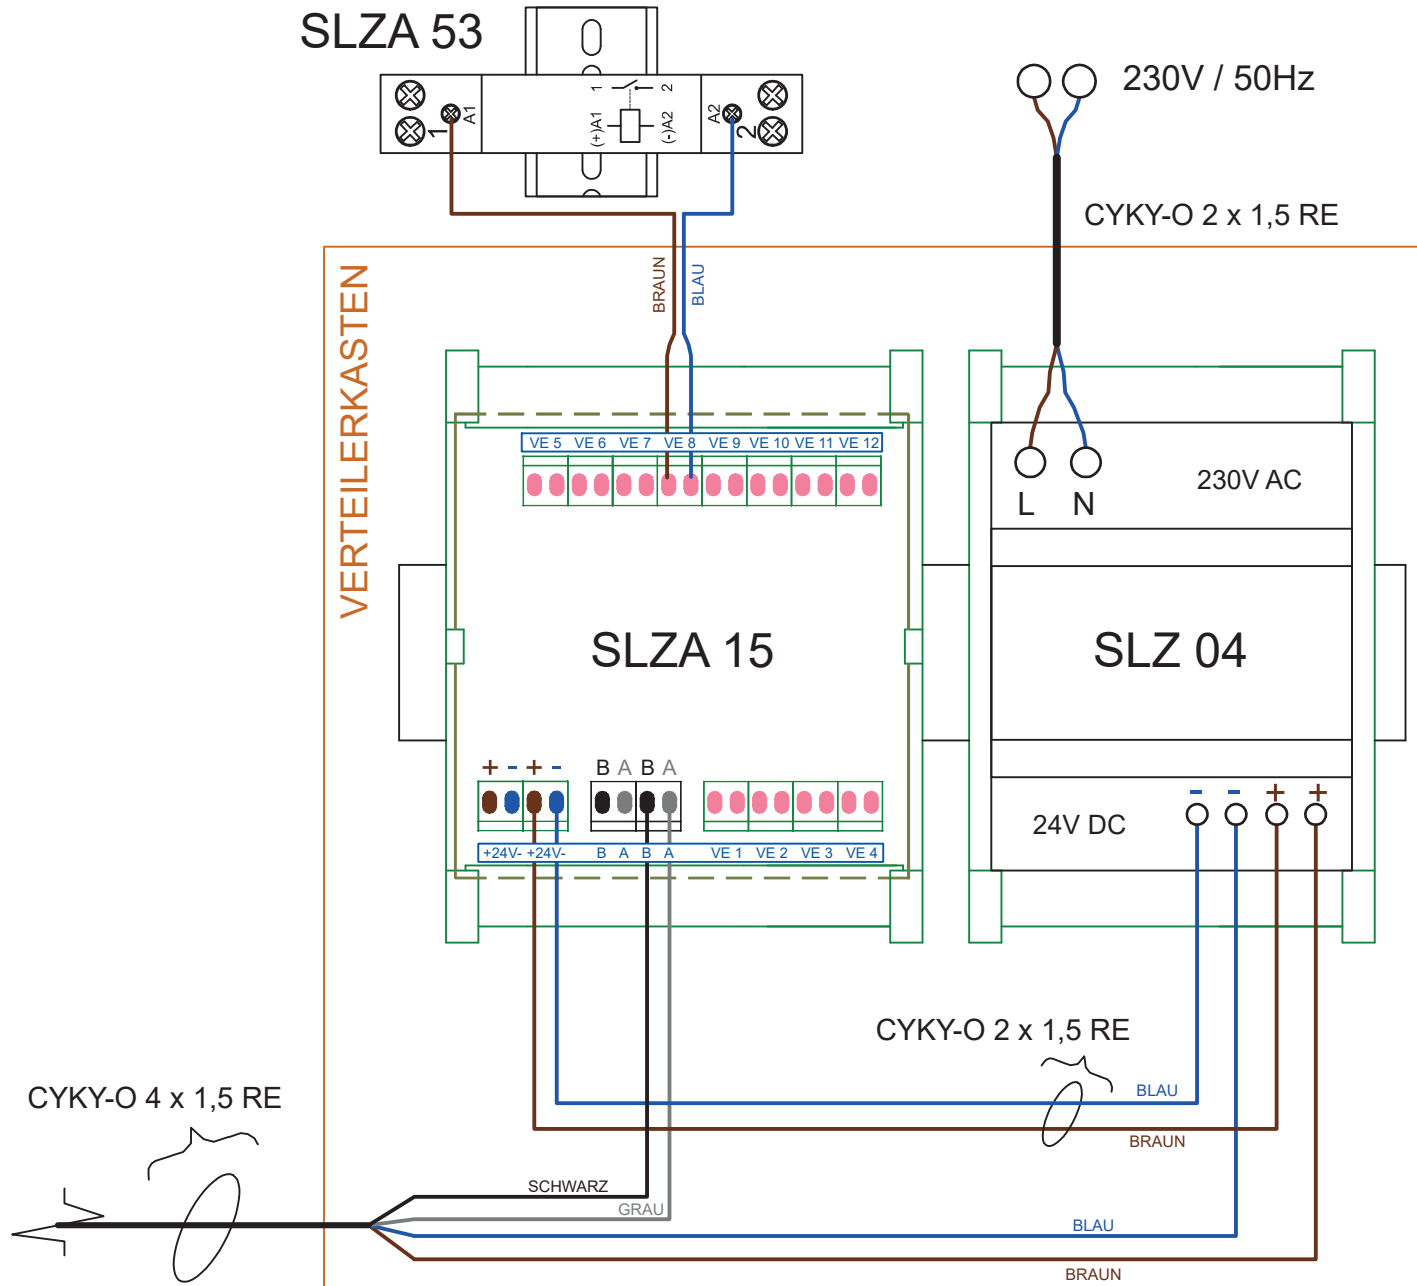 SLZA 53
230V / 50Hz
1 2
A1
(+)A1
(-)A2
A2
1
2
CYKY-O 2 x 1,5 RE
VERTEILERKASTEN
BRAUN
BLAU
VE 5 VE 6 VE 7 VE 8 VE 9 VE 10 VE 11 VE 12
L N
230V AC
SLZA 15
SLZ 04
+ - + -
B A B A
24V DC
- - + +
+24V- +24V- B A B A VE 1 VE 2 VE 3 VE 4
CYKY-O 2 x 1,5 RE
BLAU
BRAUN
CYKY-O 4 x 1,5 RE
SCHWARZ
GRAU
BLAU
BRAUN